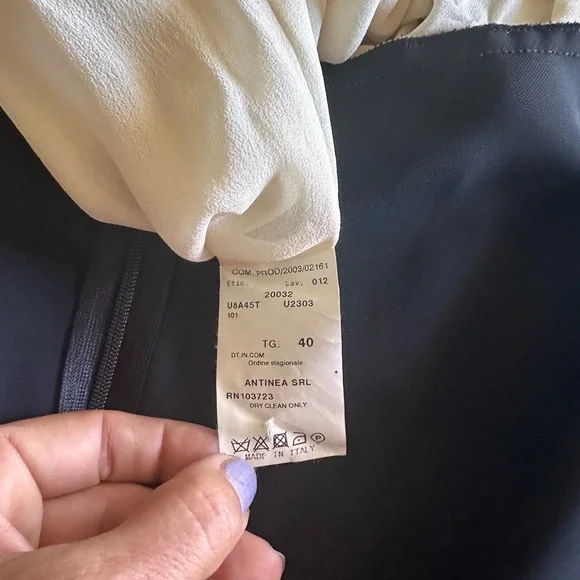 COM. PROD/2003/02161
Etic. Lav. 012
20032
U8A45T U2303
I01
TG. 40
DT.IN.COM
Ordine stagionale
ANTINEA SRL
RN103723
DRY CLEAN ONLY
P
MADE IN ITALY